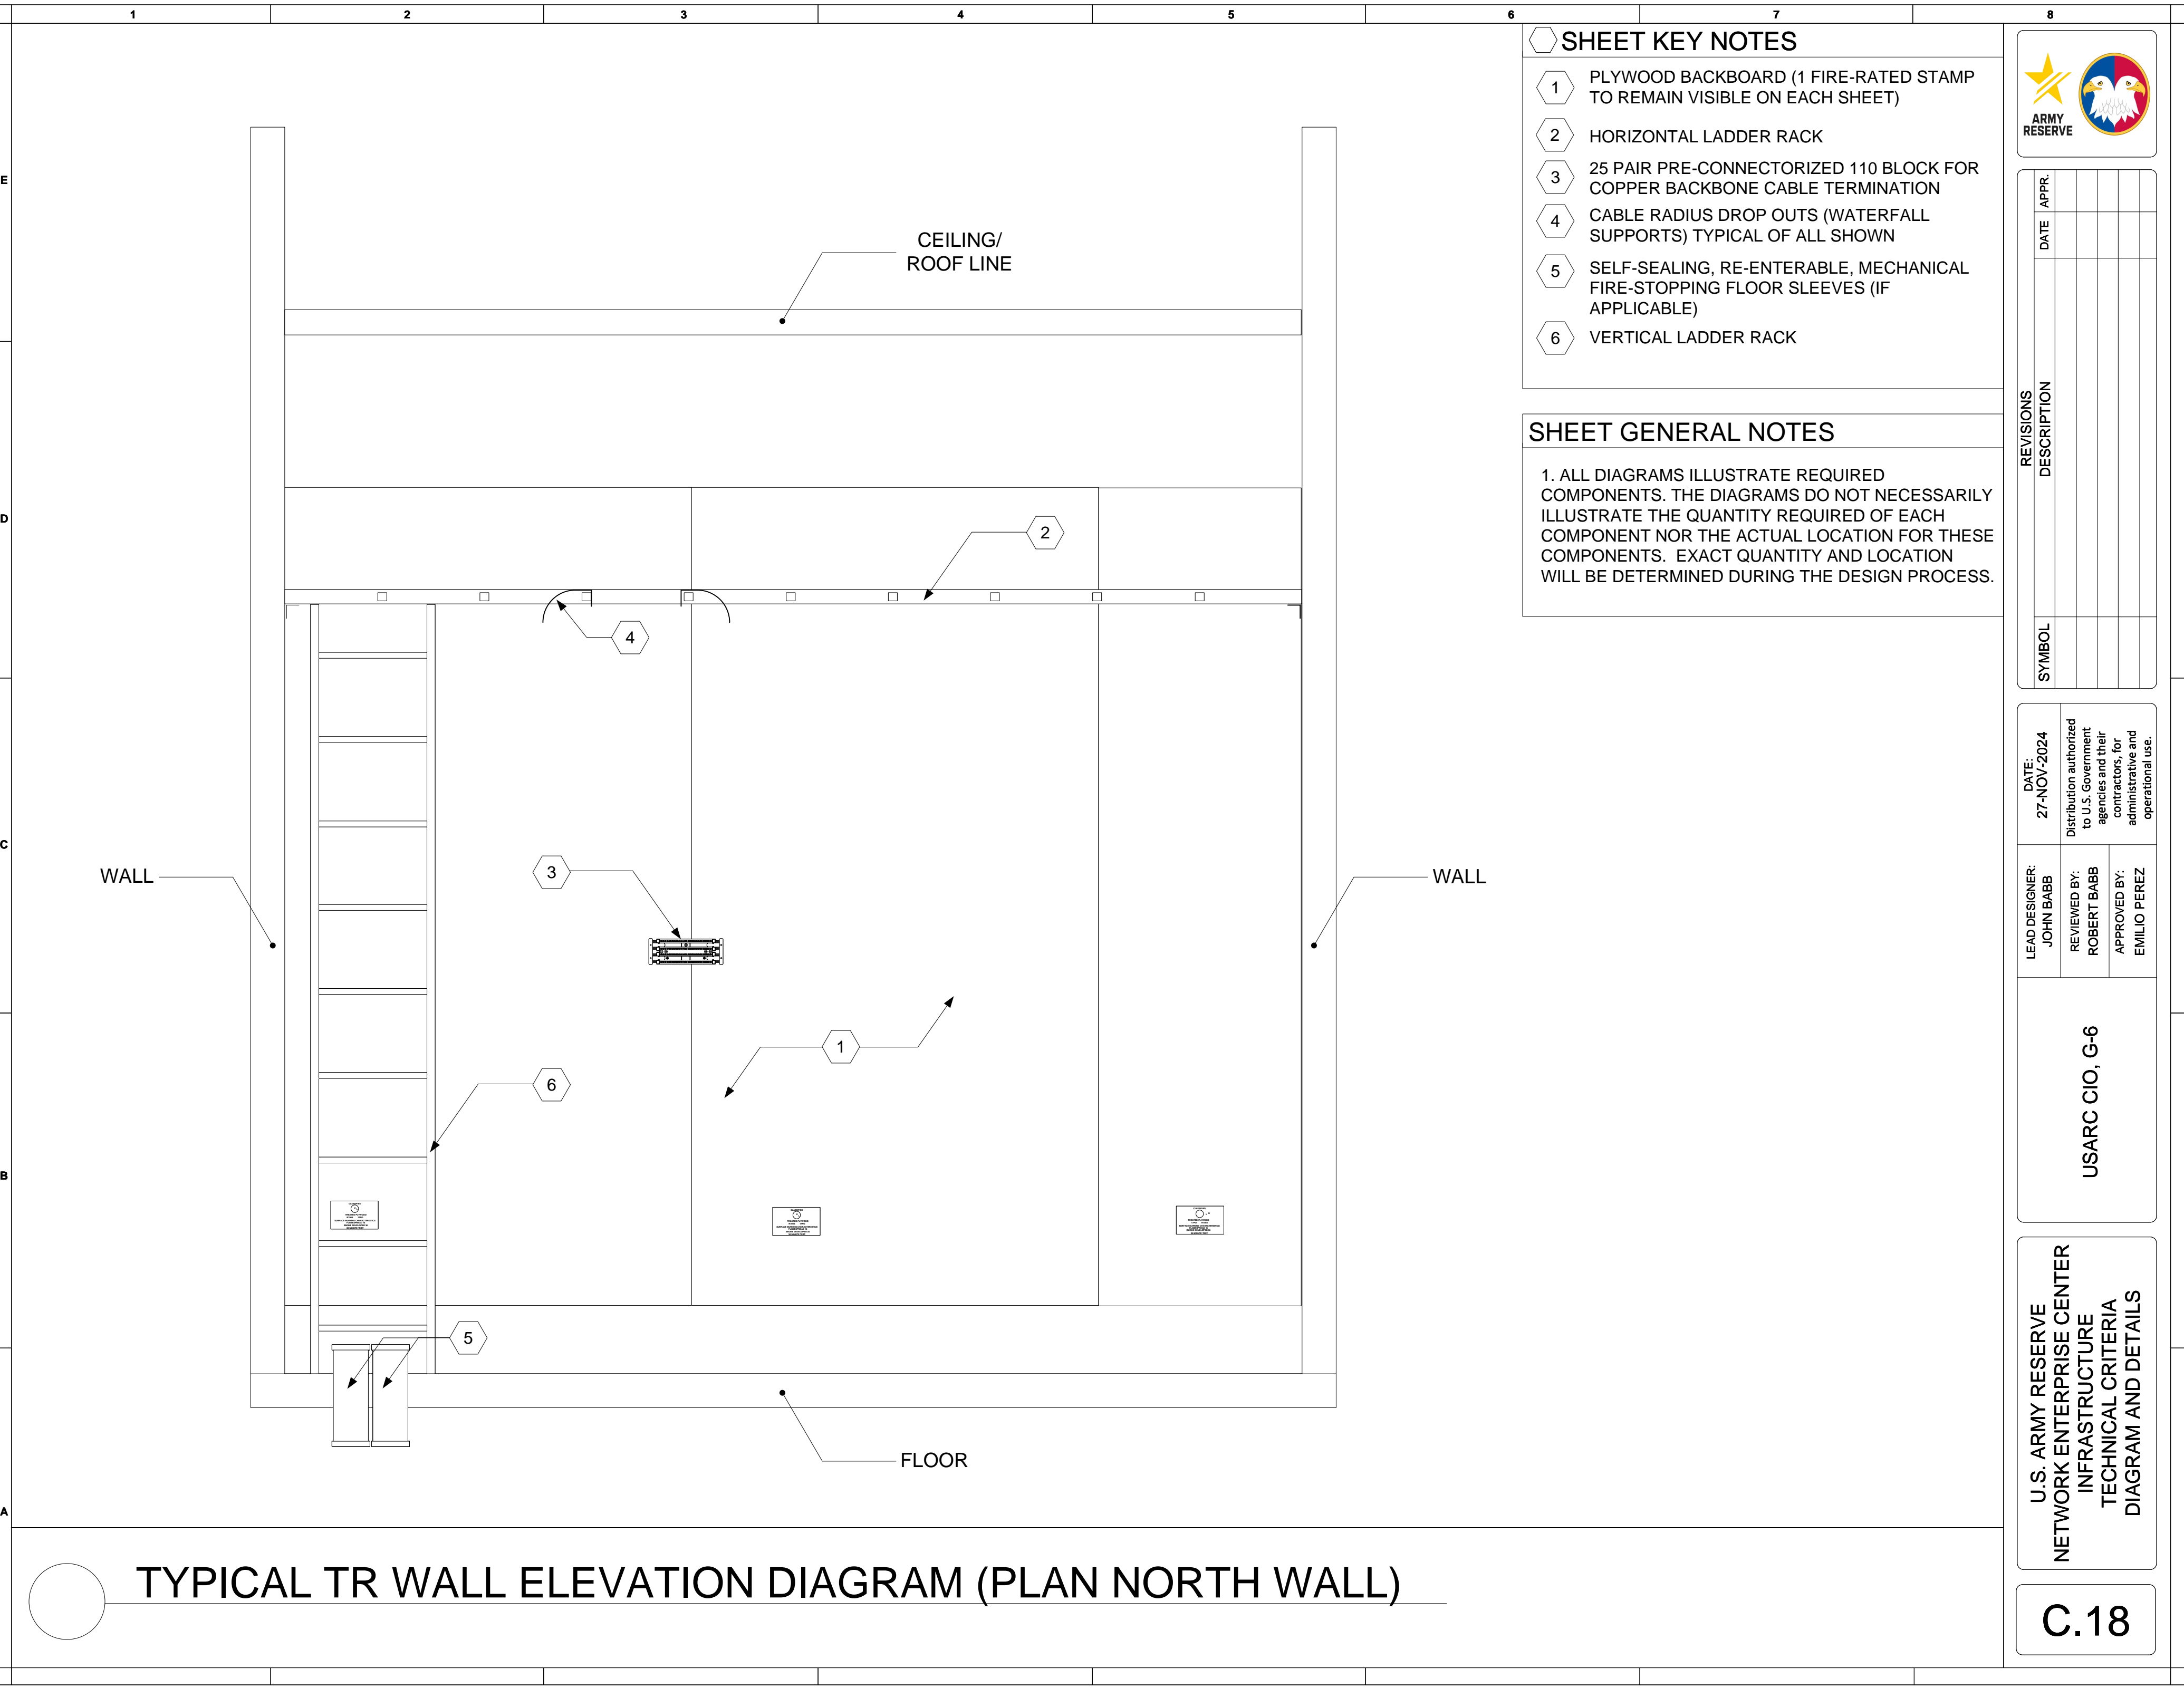 1 2 3 4 5 6 7 8
E
D
C
B
A
SHEET KEY NOTES
1 PLYWOOD BACKBOARD (1 FIRE-RATED STAMP
TO REMAIN VISIBLE ON EACH SHEET)
2 HORIZONTAL LADDER RACK
3 25 PAIR PRE-CONNECTORIZED 110 BLOCK FOR
COPPER BACKBONE CABLE TERMINATION
4 CABLE RADIUS DROP OUTS (WATERFALL
SUPPORTS) TYPICAL OF ALL SHOWN
5 SELF-SEALING, RE-ENTERABLE, MECHANICAL
FIRE-STOPPING FLOOR SLEEVES (IF
APPLICABLE)
6 VERTICAL LADDER RACK
SHEET GENERAL NOTES
1. ALL DIAGRAMS ILLUSTRATE REQUIRED
COMPONENTS. THE DIAGRAMS DO NOT NECESSARILY
ILLUSTRATE THE QUANTITY REQUIRED OF EACH
COMPONENT NOR THE ACTUAL LOCATION FOR THESE
COMPONENTS.  EXACT QUANTITY AND LOCATION
WILL BE DETERMINED DURING THE DESIGN PROCESS.
CEILING/
ROOF LINE
2
4
3
WALL
WALL
1
6
5
FLOOR
TYPICAL TR WALL ELEVATION DIAGRAM (PLAN NORTH WALL)
ARMY
RESERVE
REVISIONS
SYMBOL DESCRIPTION DATE APPR.
DATE:
27-NOV-2024
Distribution authorized
to U.S. Government
agencies and their
contractors, for
administrative and
operational use.
LEAD DESIGNER:
JOHN BABB
REVIEWED BY:
ROBERT BABB
APPROVED BY:
EMILIO PEREZ
USARC CIO, G-6
U.S. ARMY RESERVE
NETWORK ENTERPRISE CENTER
INFRASTRUCTURE
TECHNICAL CRITERIA
DIAGRAM AND DETAILS
C.18